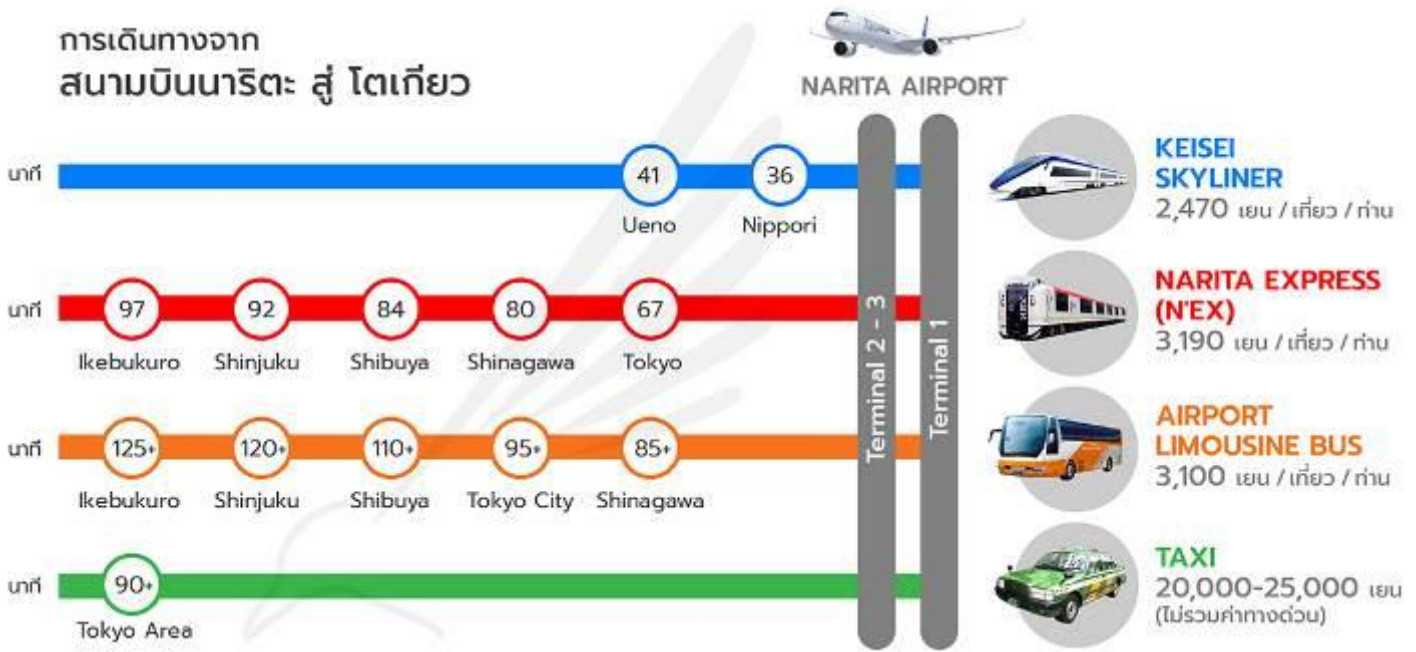 การเดินทางจาก
สนามบินนาริตะ สู่ โตเกียว
NARITA AIRPORT
Terminal 2 - 3
Terminal 1
นาที
41
36
Ueno
Nippori
KEISEI
SKYLINER
2,470 เยน / เที่ยว / ท่าน
นาที
97
92
84
80
67
Ikebukuro
Shinjuku
Shibuya
Shinagawa
Tokyo
NARITA EXPRESS
(N'EX)
3,190 เยน / เที่ยว / ท่าน
นาที
125+
120+
110+
95+
85+
Ikebukuro
Shinjuku
Shibuya
Tokyo City
Shinagawa
AIRPORT
LIMOUSINE BUS
3,100 เยน / เที่ยว / ท่าน
นาที
90+
Tokyo Area
TAXI
20,000-25,000 เยน
(ไม่รวมค่าทางด่วน)